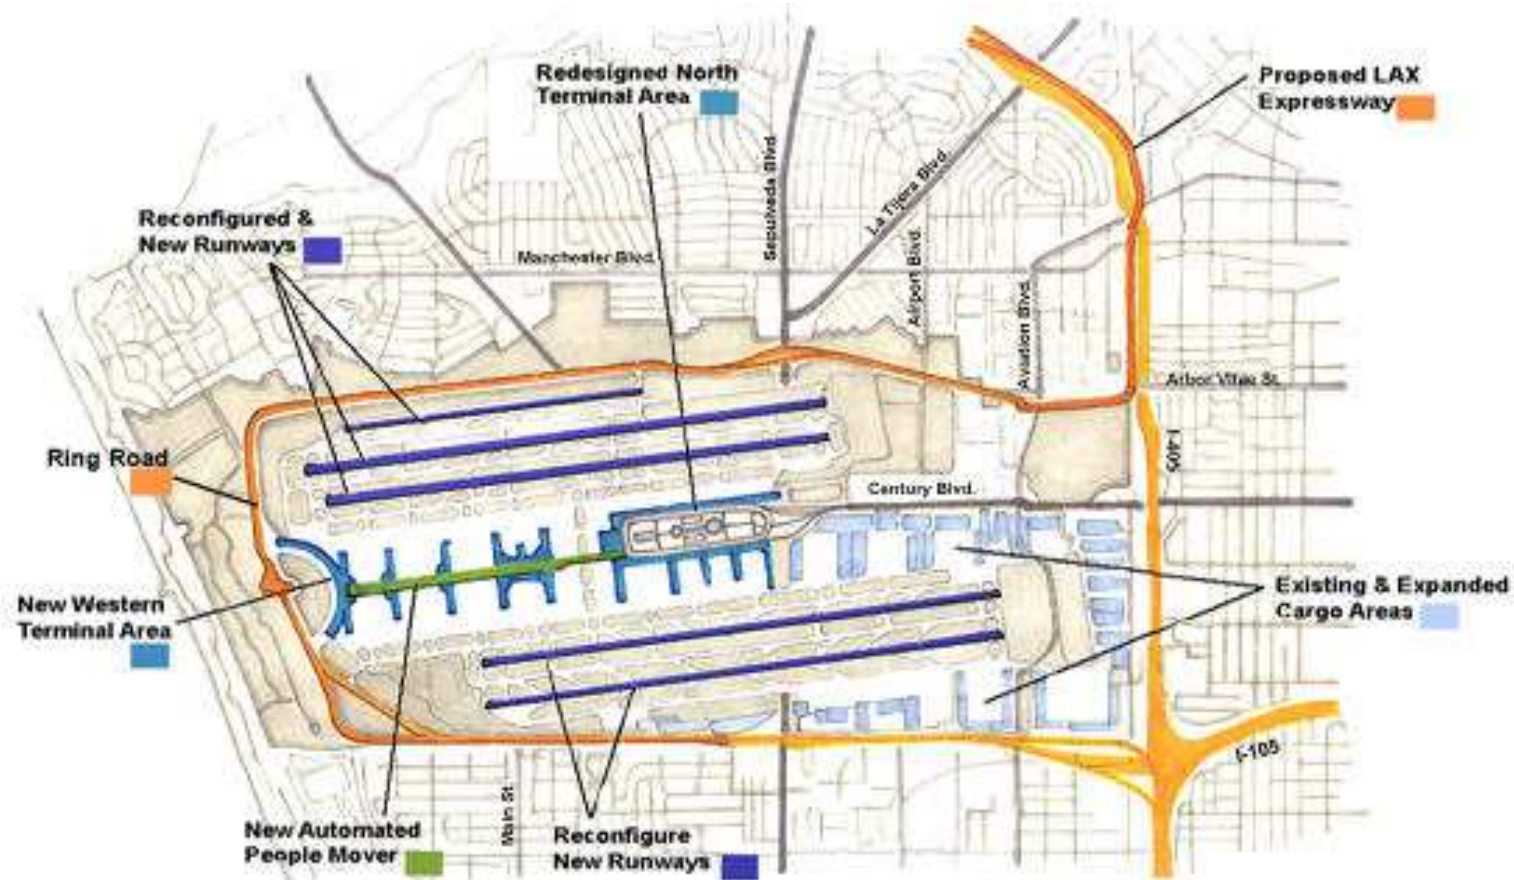 Redesigned North
Terminal Area
Proposed LAX
Expressway
Reconfigured &
New Runways
Sepulveda Blvd
La Tijera Blvd.
Manchester Blvd.
Airport Blvd.
Aviation Blvd.
Arbor Vitae St.
Ring Road
I-405
Century Blvd.
New Western
Terminal Area
Existing & Expanded
Cargo Areas
I-105
Main St
New Automated
People Mover
Reconfigure
New Runways